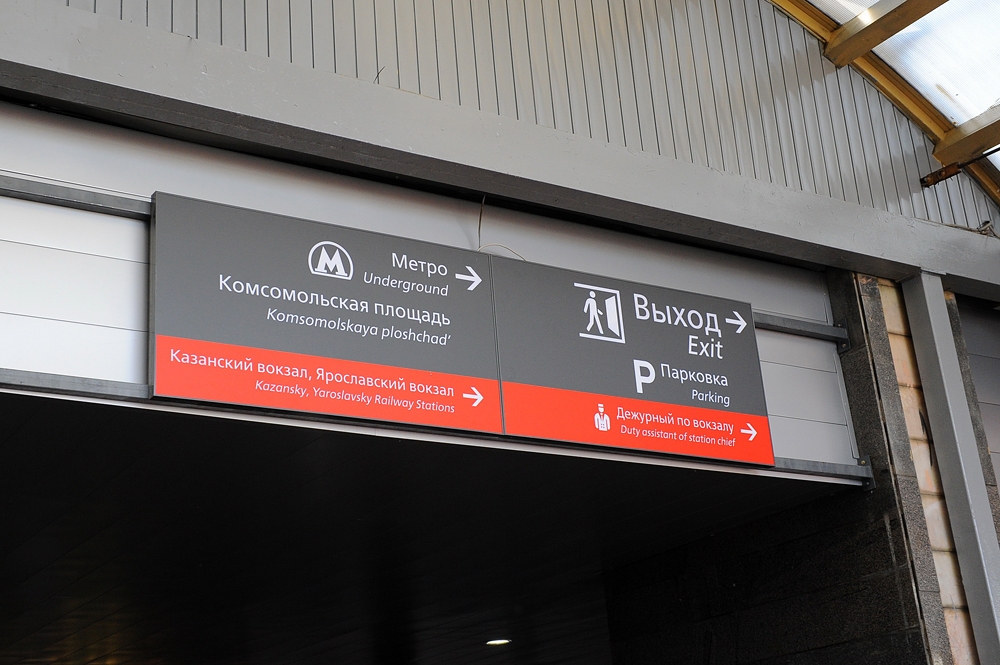 М Метро
Underground
Комсомольская площадь
Komsomolskaya ploshchad'
Казанский вокзал, Ярославский вокзал
Kazansky, Yaroslavsky Railway Stations
Выход
Exit
P Парковка
Parking
Дежурный по вокзалу
Duty assistant of station chief